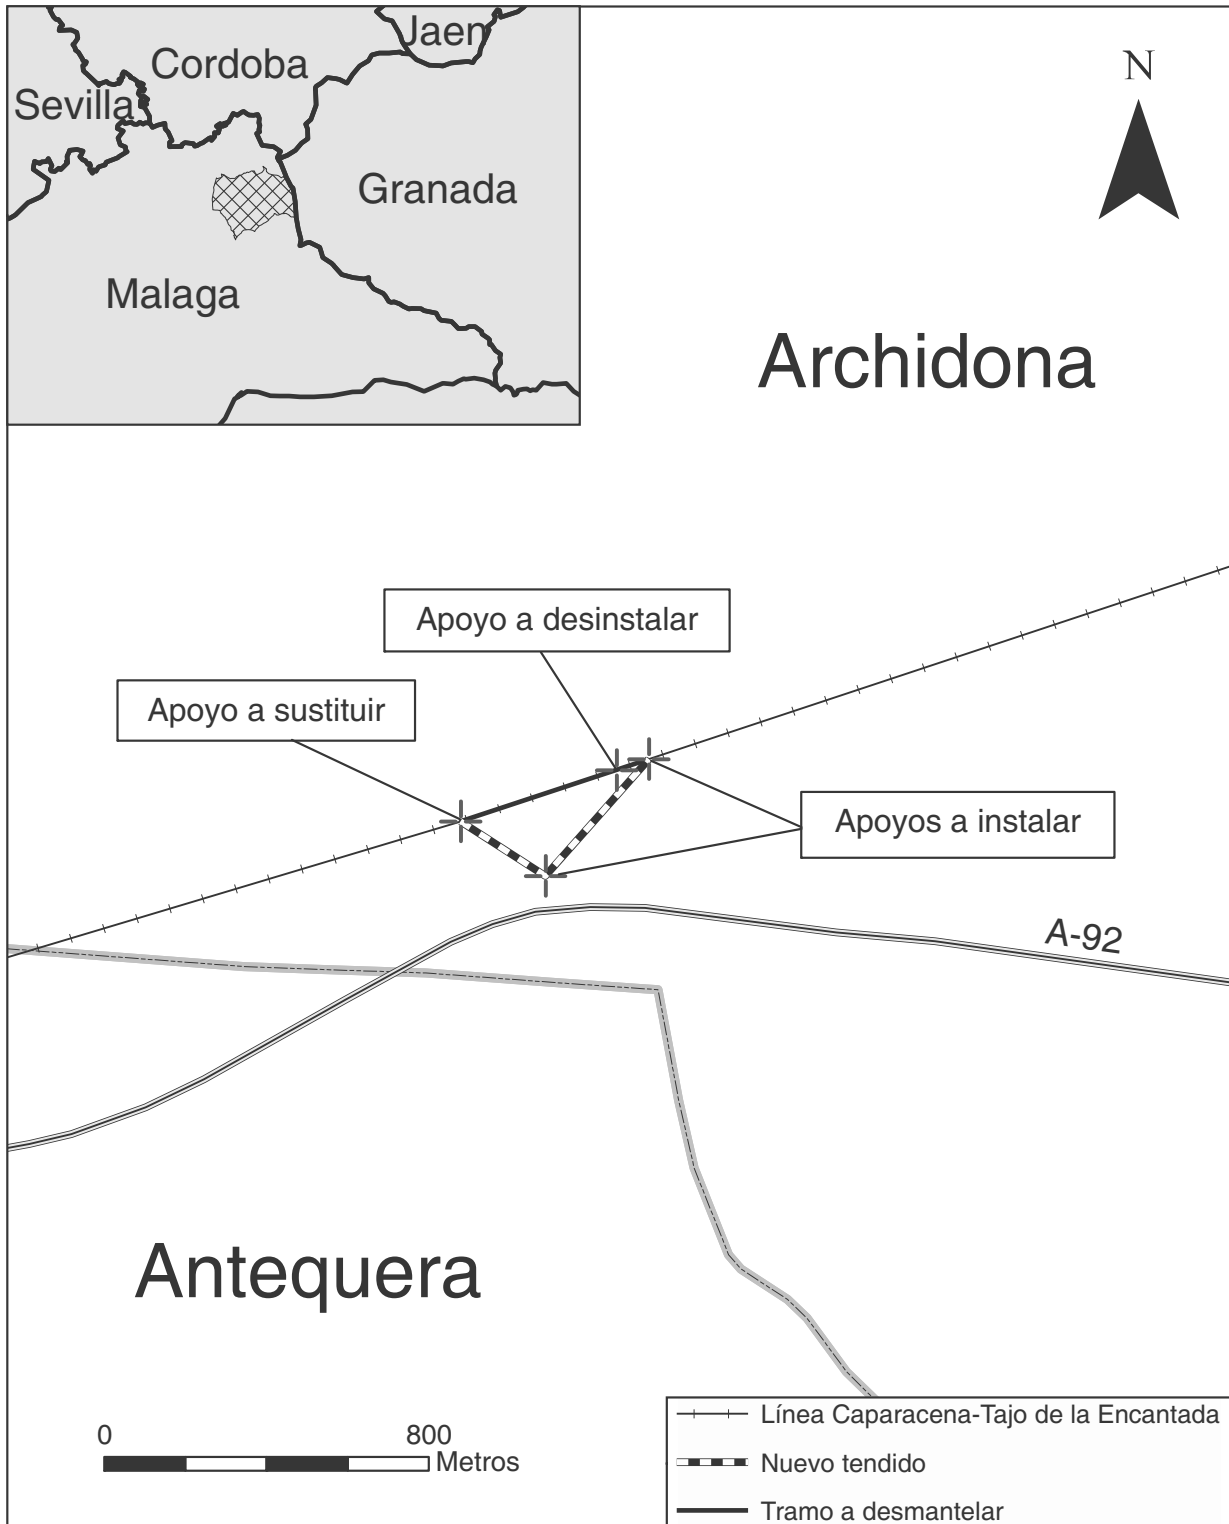 Jaen
Cordoba
Sevilla
Granada
Malaga
N
Archidona
Apoyo a desinstalar
Apoyo a sustituir
Apoyos a instalar
A-92
Antequera
0 800
Metros
Línea Caparacena-Tajo de la Encantada
Nuevo tendido
Tramo a desmantelar